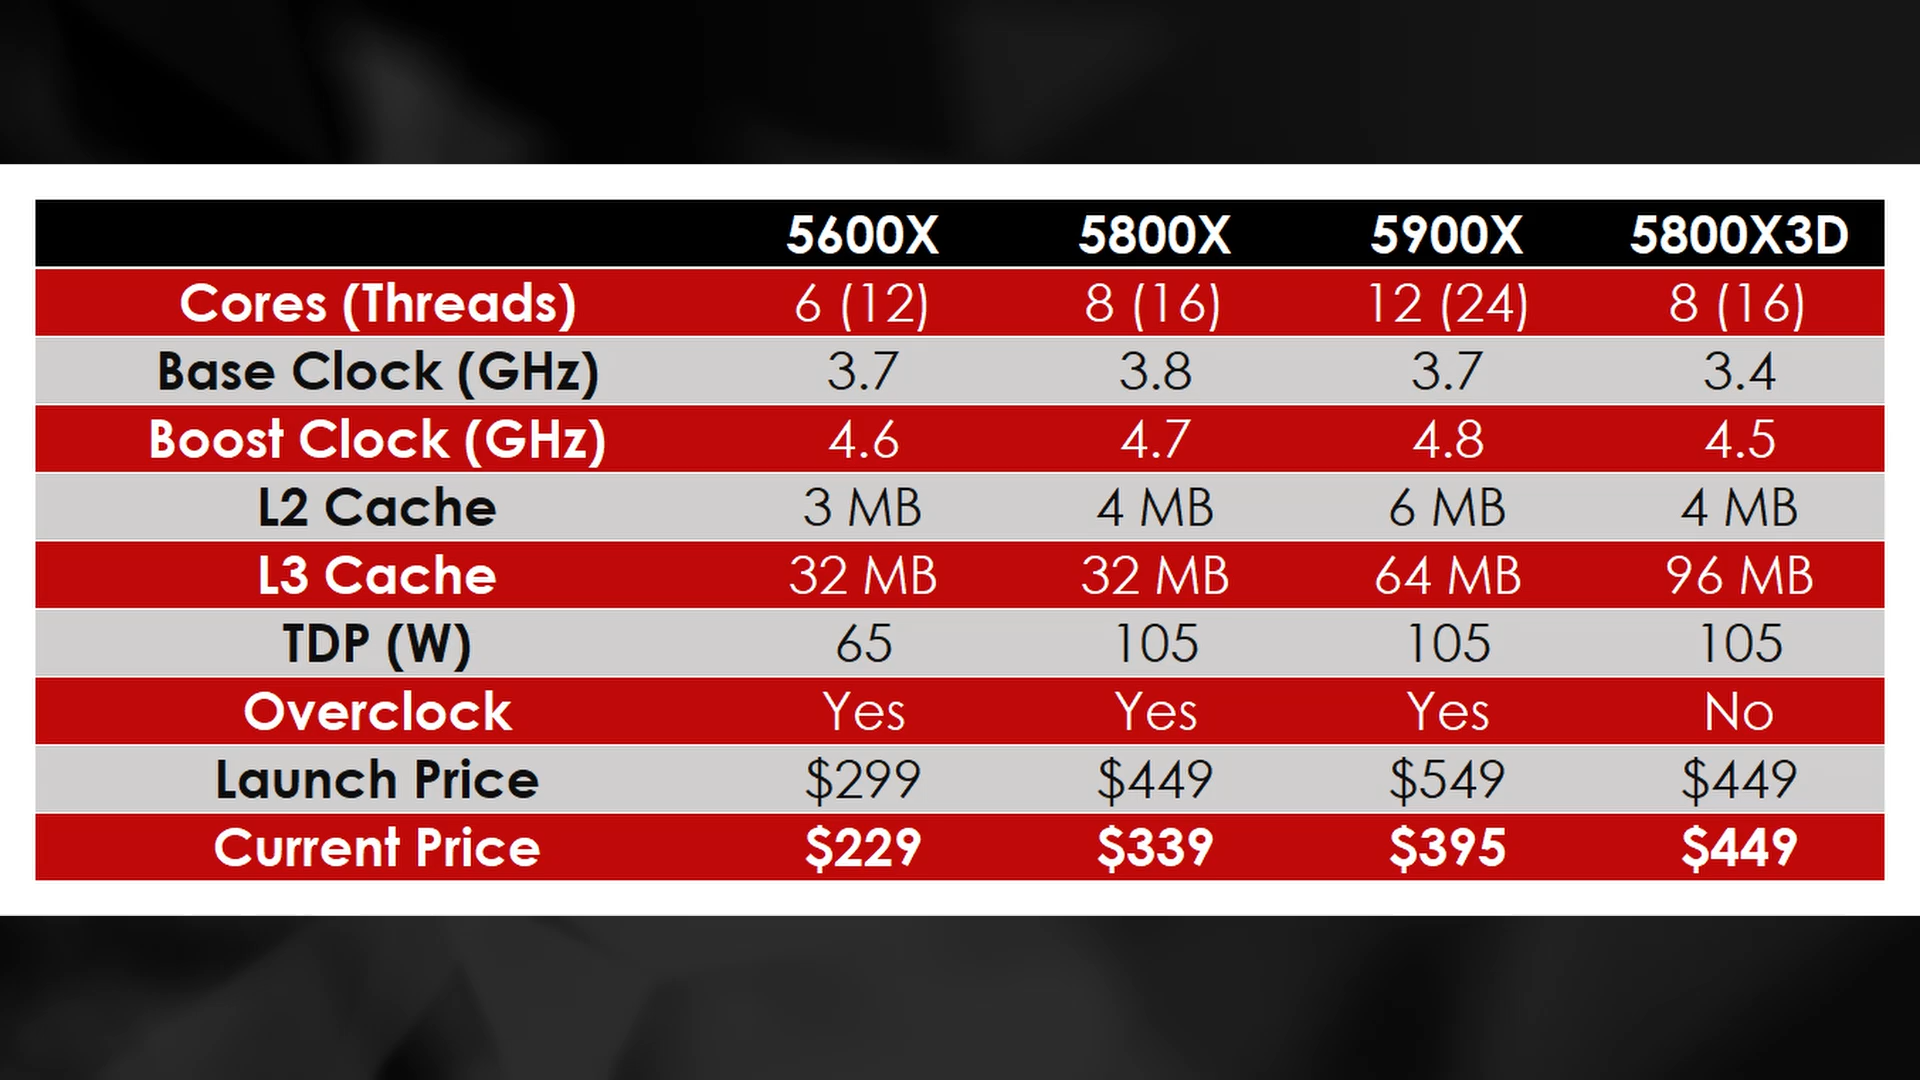 5600X 5800X 5900X 5800X3D
Cores (Threads) 6 (12) 8 (16) 12 (24) 8 (16)
Base Clock (GHz) 3.7 3.8 3.7 3.4
Boost Clock (GHz) 4.6 4.7 4.8 4.5
L2 Cache 3 MB 4 MB 6 MB 4 MB
L3 Cache 32 MB 32 MB 64 MB 96 MB
TDP (W) 65 105 105 105
Overclock Yes Yes Yes No
Launch Price $299 $449 $549 $449
Current Price $229 $339 $395 $449